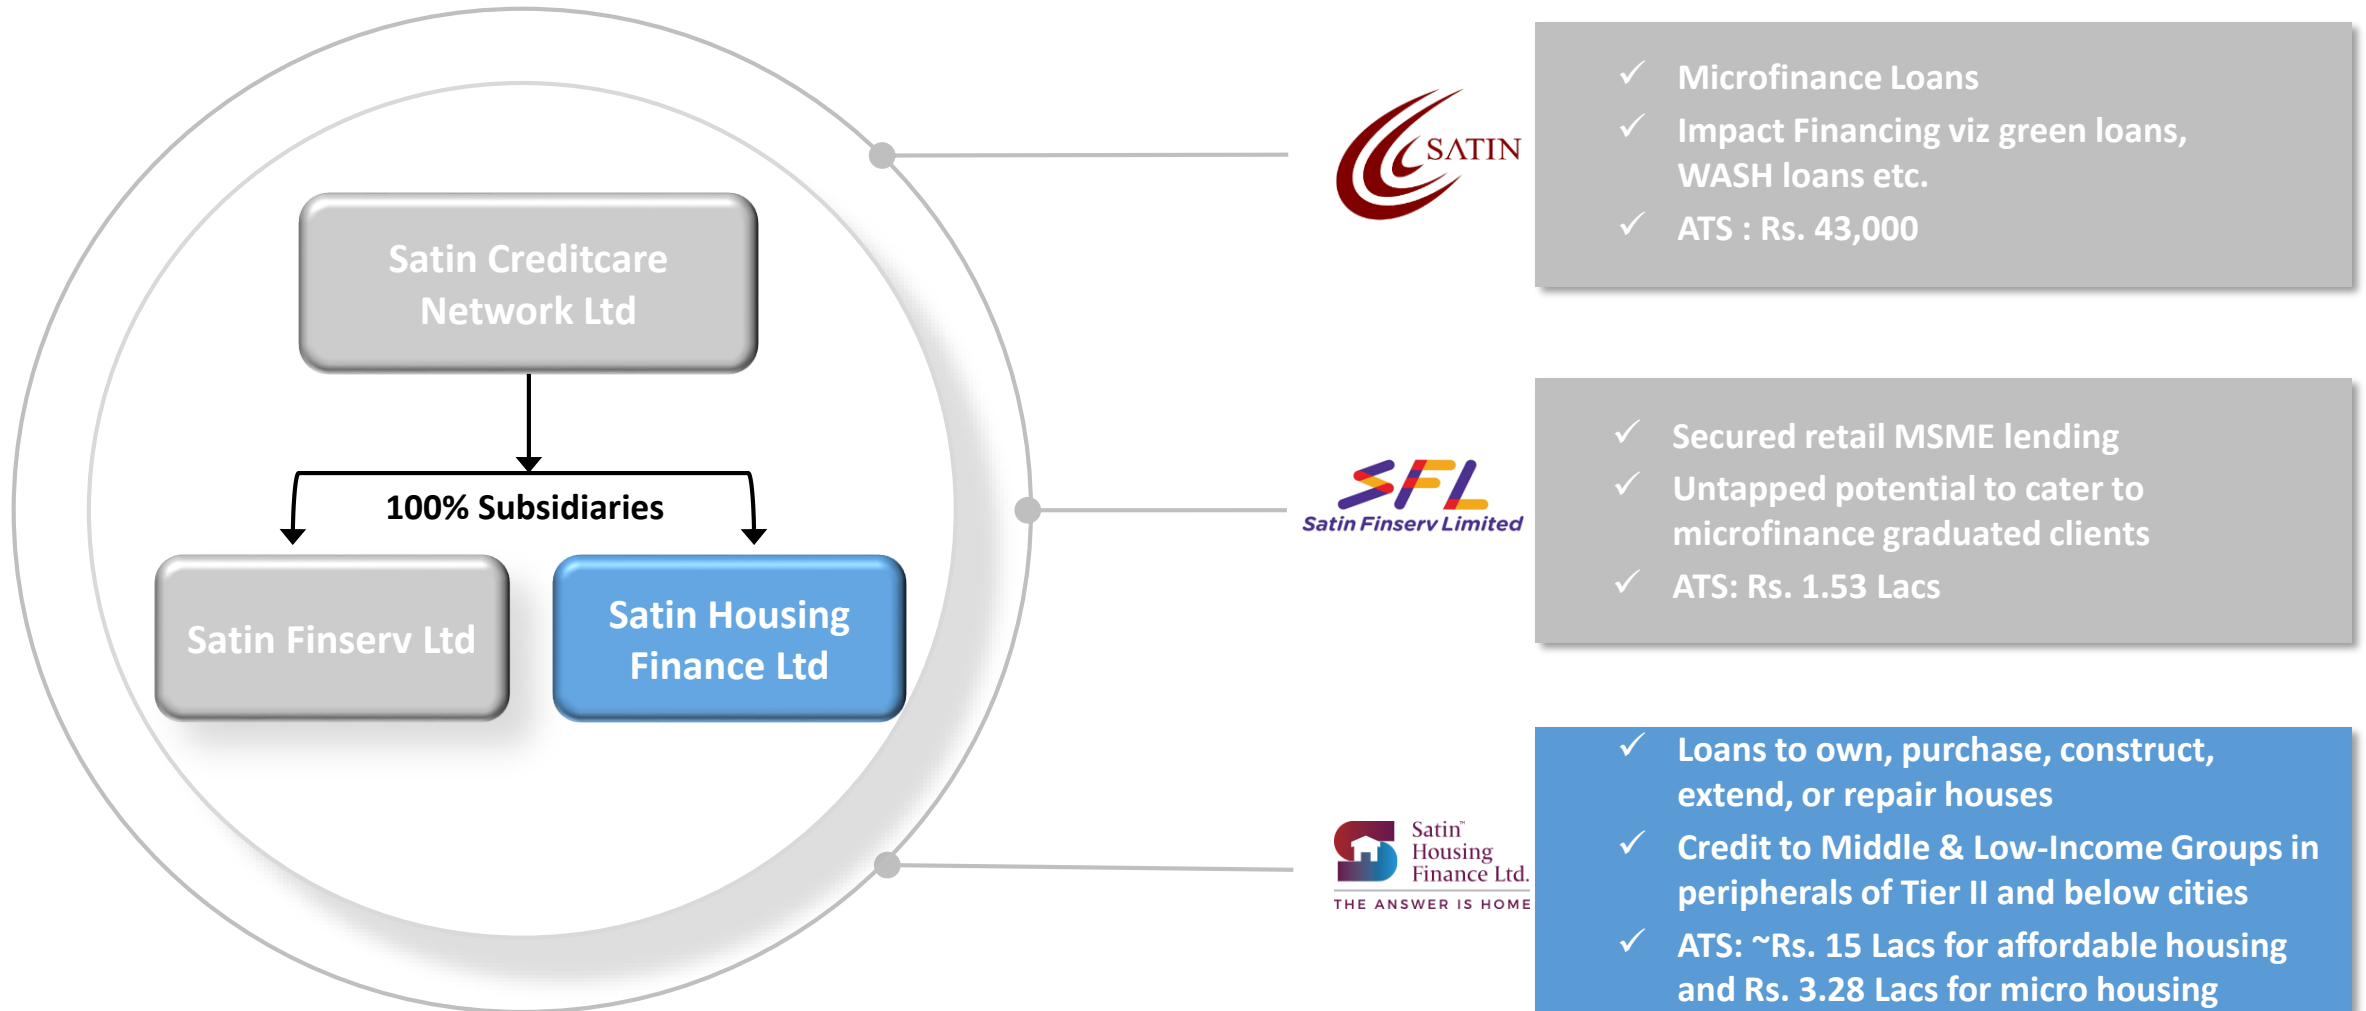 Satin Creditcare
Network Ltd
100% Subsidiaries
Satin Finserv Ltd
Satin Housing
Finance Ltd
SATIN
✓ Microfinance Loans
✓ Impact Financing viz green loans,
WASH loans etc.
✓ ATS : Rs. 43,000
SFL
Satin Finserv Limited
✓ Secured retail MSME lending
✓ Untapped potential to cater to
microfinance graduated clients
✓ ATS: Rs. 1.53 Lacs
Satin™
Housing
Finance Ltd.
THE ANSWER IS HOME
✓ Loans to own, purchase, construct,
extend, or repair houses
✓ Credit to Middle & Low-Income Groups in
peripherals of Tier II and below cities
✓ ATS: ~Rs. 15 Lacs for affordable housing
and Rs. 3.28 Lacs for micro housing